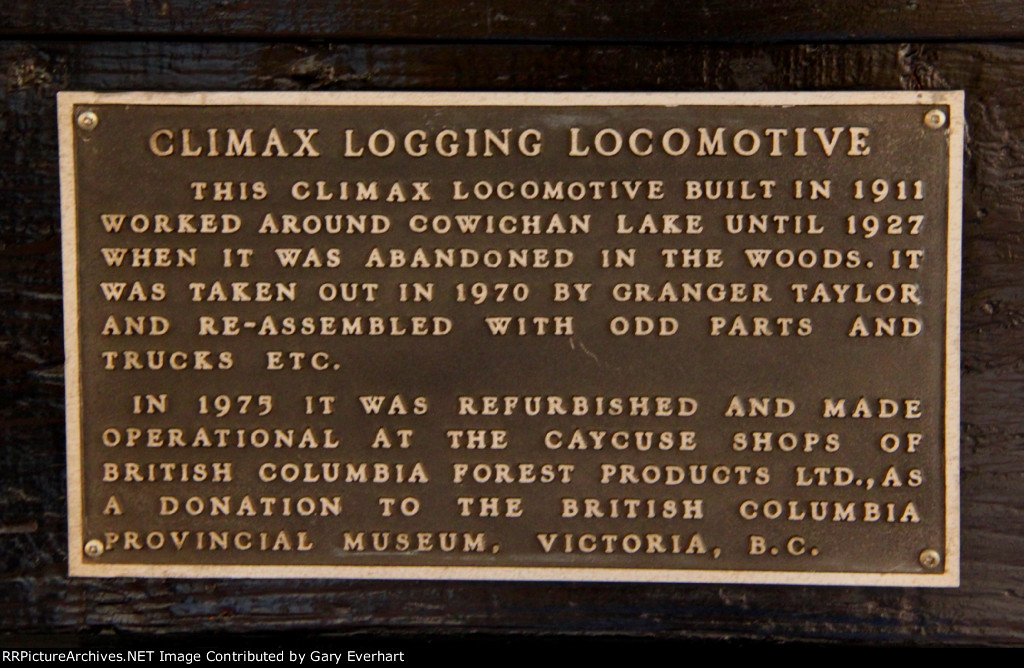 CLIMAX LOGGING LOCOMOTIVE
THIS CLIMAX LOCOMOTIVE BUILT IN 1911
WORKED AROUND COWICHAN LAKE UNTIL 1927
WHEN IT WAS ABANDONED IN THE WOODS. IT
WAS TAKEN OUT IN 1970 BY GRANGER TAYLOR
AND RE-ASSEMBLED WITH ODD PARTS AND
TRUCKS ETC.
IN 1975 IT WAS REFURBISHED AND MADE
OPERATIONAL AT THE CAYCUSE SHOPS OF
BRITISH COLUMBIA FOREST PRODUCTS LTD., AS
A DONATION TO THE BRITISH COLUMBIA
PROVINCIAL MUSEUM, VICTORIA, B.C.
RRPictureArchives.NET Image Contributed by Gary Everhart